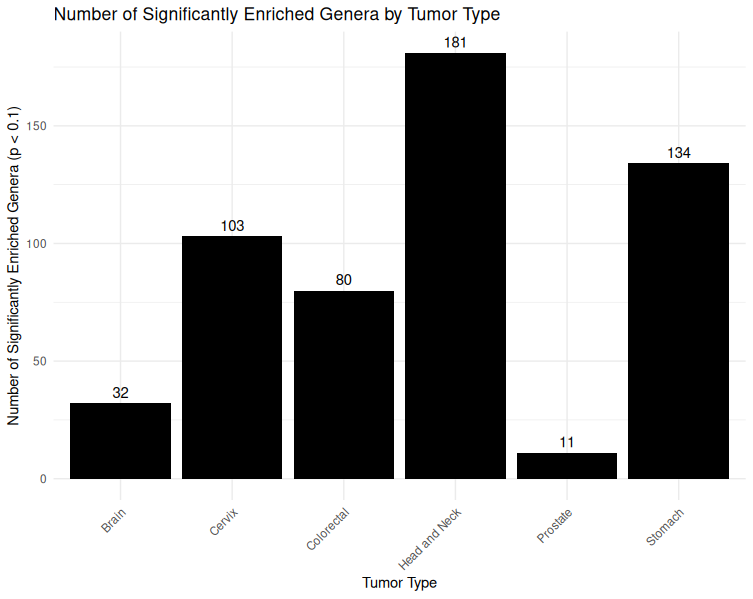 Number of Significantly Enriched Genera by Tumor Type
Number of Significantly Enriched Genera (p < 0.1)
150
100
50
0
32
103
80
181
11
134
Brain
Cervix
Colorectal
Head and Neck
Prostate
Stomach
Tumor Type